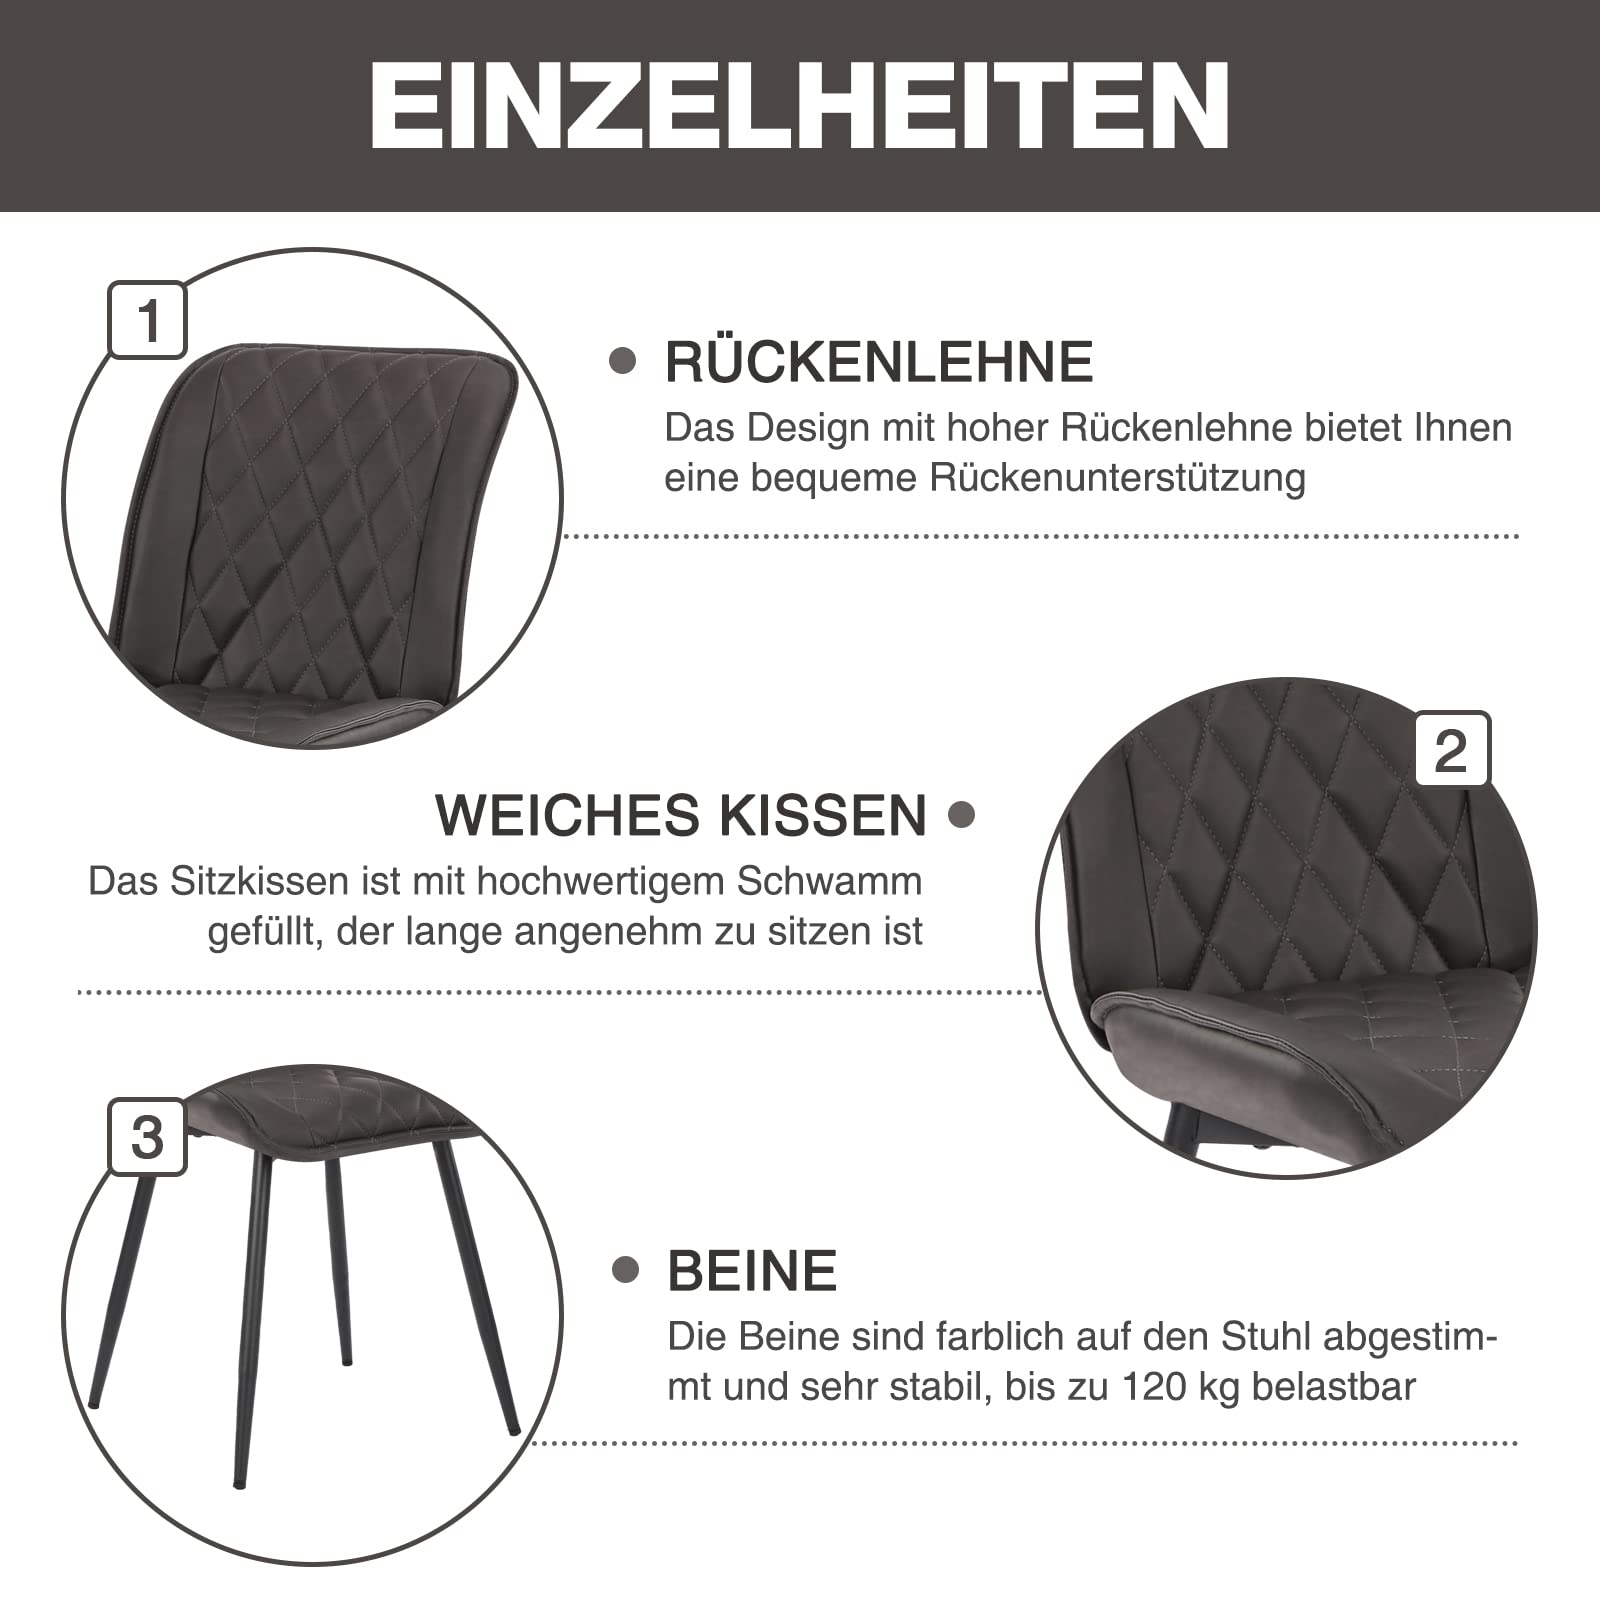 EINZELHEITEN
1
RÜCKENLEHNE
Das Design mit hoher Rückenlehne bietet Ihnen
eine bequeme Rückenunterstützung
2
WEICHES KISSEN
Das Sitzkissen ist mit hochwertigem Schwamm
gefüllt, der lange angenehm zu sitzen ist
3
BEINE
Die Beine sind farblich auf den Stuhl abgestim-
mt und sehr stabil, bis zu 120 kg belastbar